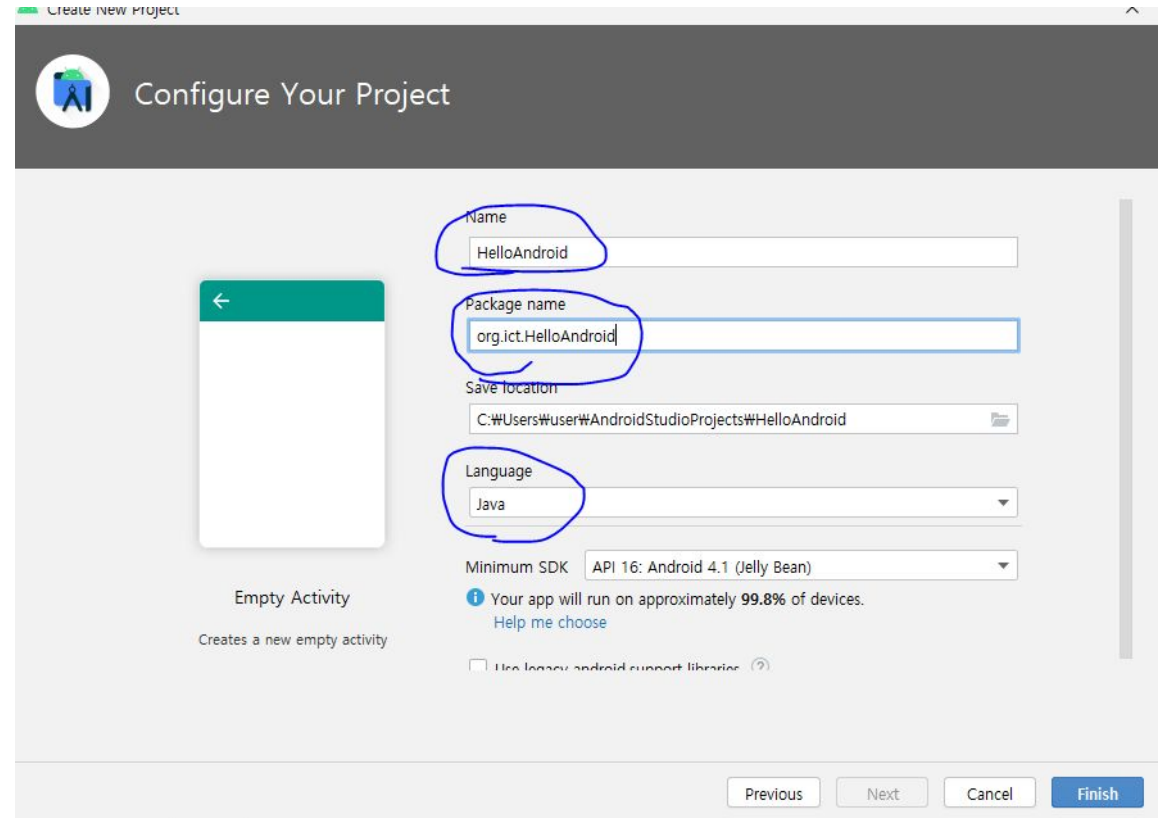 Create New Project
Configure Your Project
Name
HelloAndroid
Package name
org.ict.HelloAndroid
Save location
C:₩Users₩user₩AndroidStudioProjects₩HelloAndroid
Language
Java
Minimum SDK API 16: Android 4.1 (Jelly Bean)
Your app will run on approximately 99.8% of devices.
Help me choose
Use legacy android support libraries ?
Empty Activity
Creates a new empty activity
Previous Next Cancel Finish